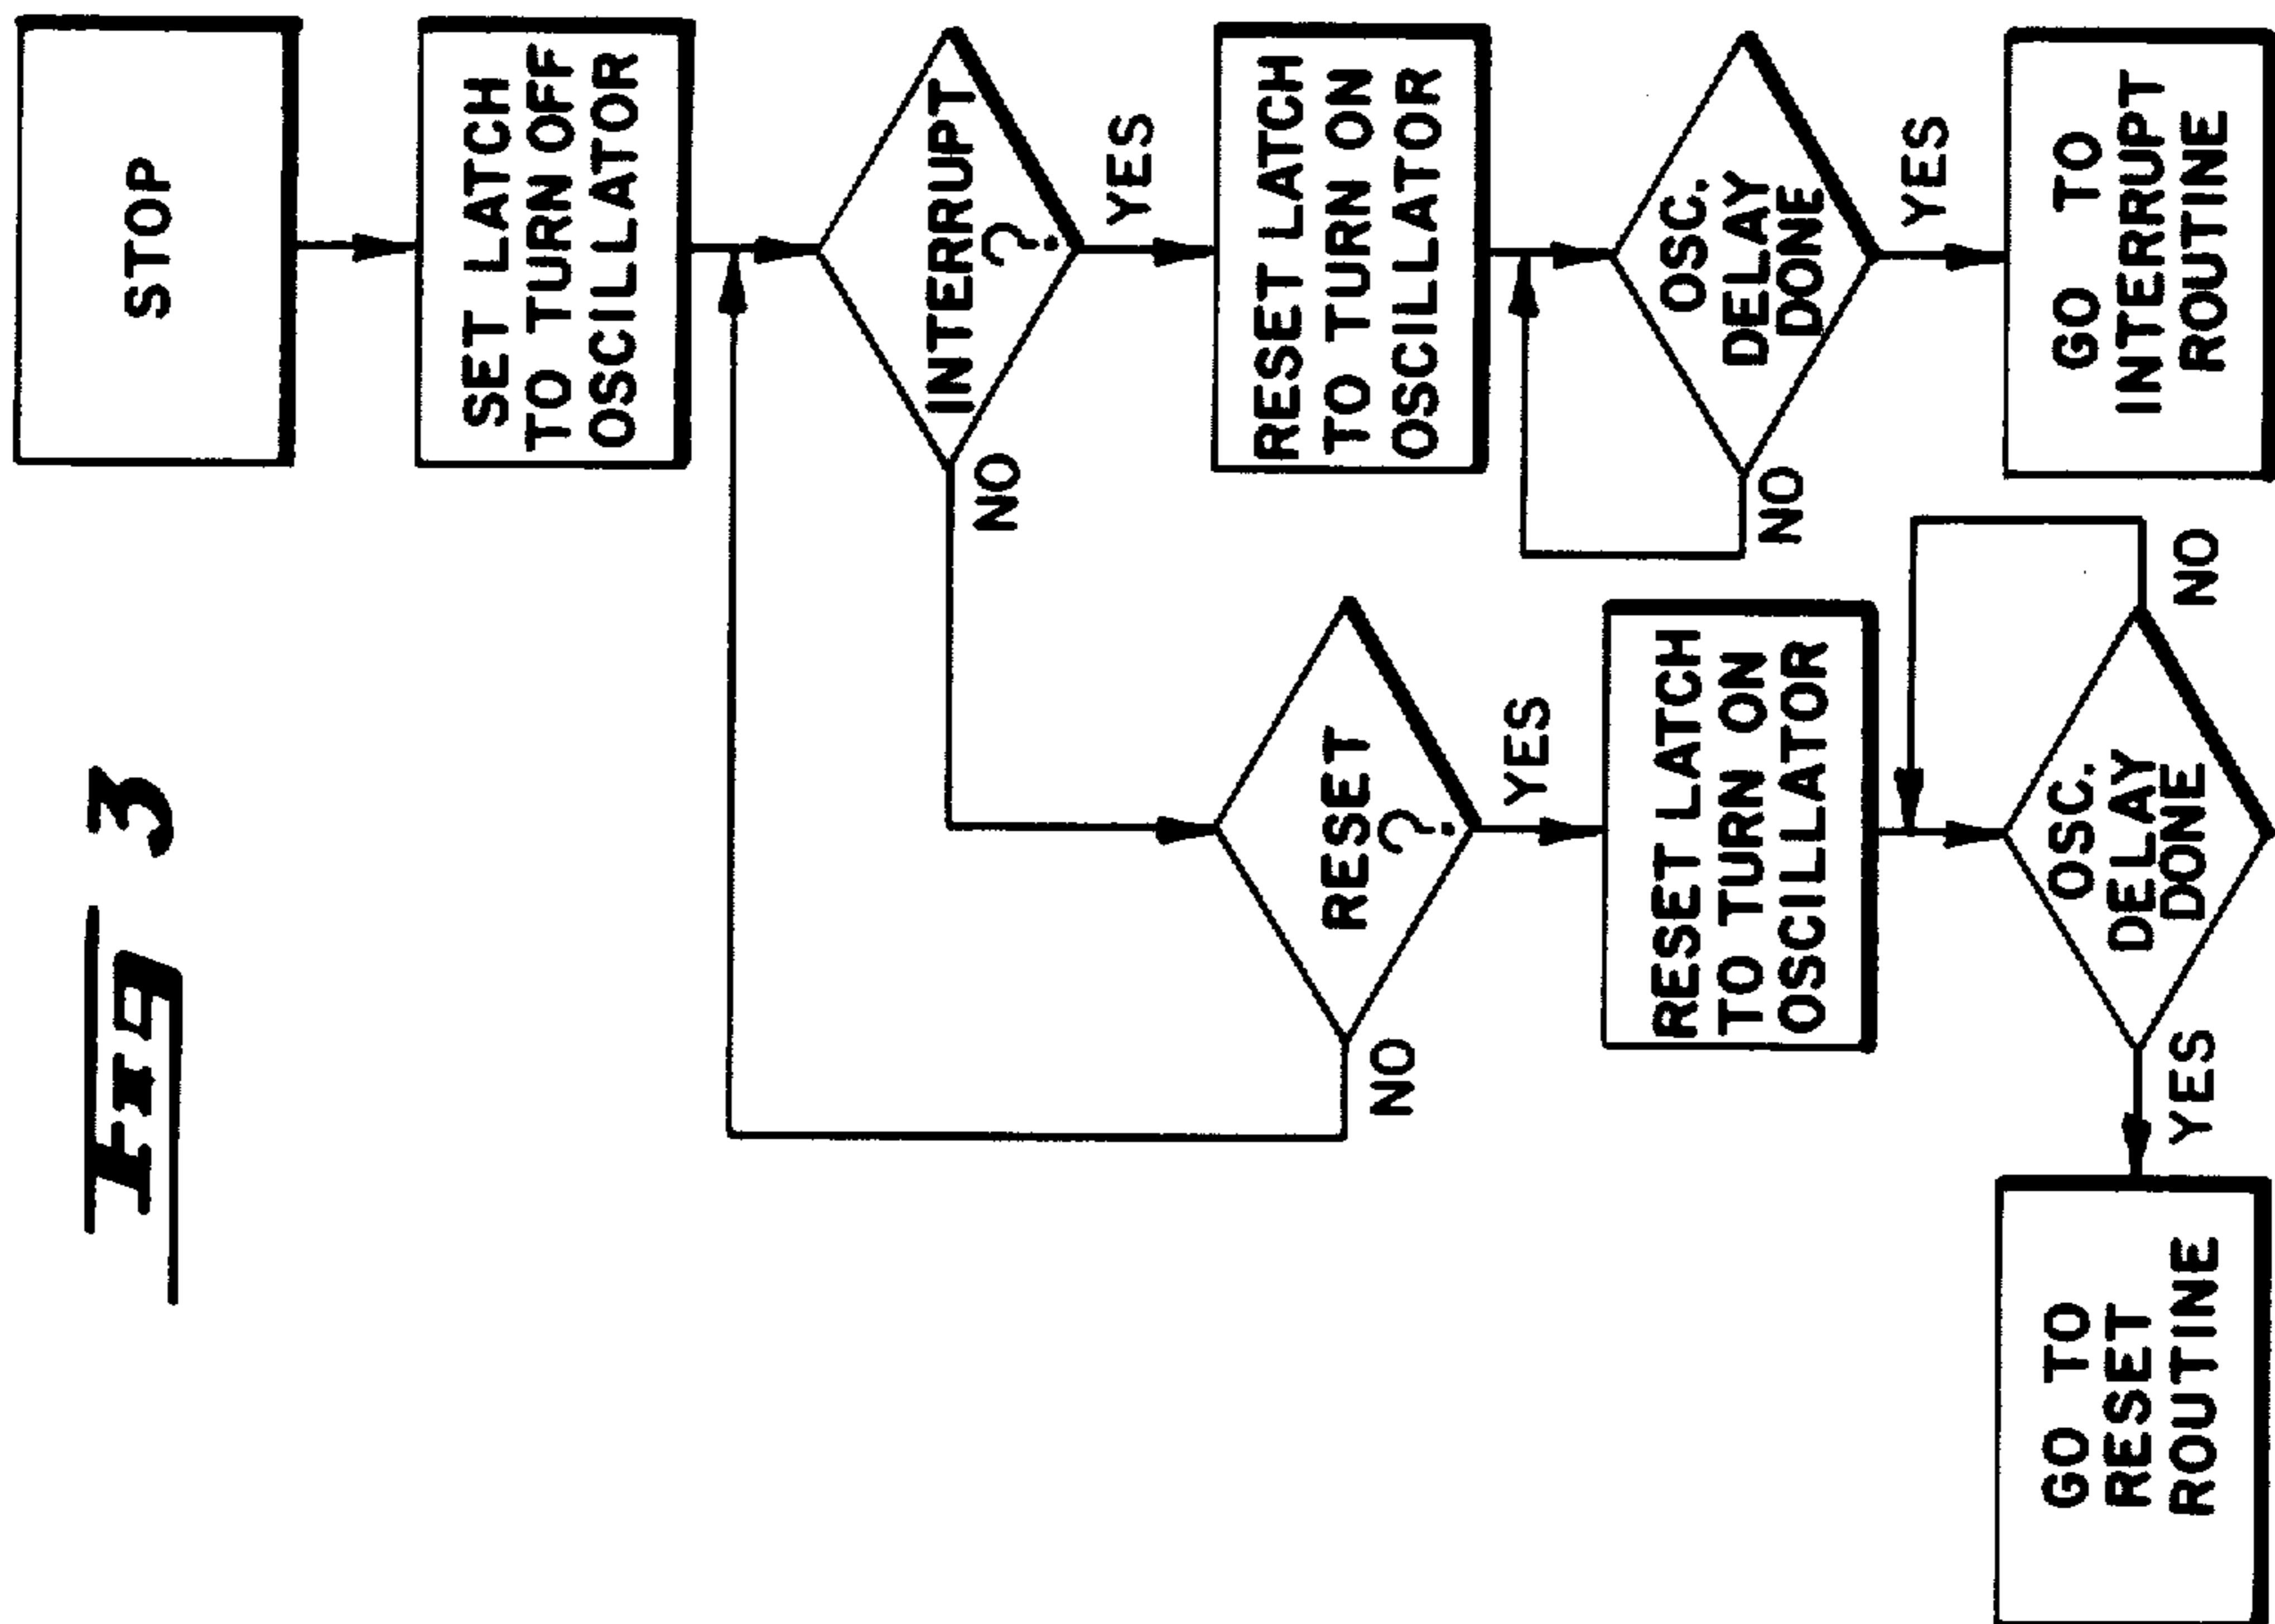 Fig 3
STOP
SET LATCH
TO TURN OFF
OSCILLATOR
INTERRUPT
?
YES
NO
RESET LATCH
TO TURN ON
OSCILLATOR
OSC.
DELAY
DONE
NO
YES
GO TO
INTERRUPT
ROUTINE
RESET
?
NO
YES
RESET LATCH
TO TURN ON
OSCILLATOR
OSC.
DELAY
DONE
NO
YES
GO TO
RESET
ROUTINE